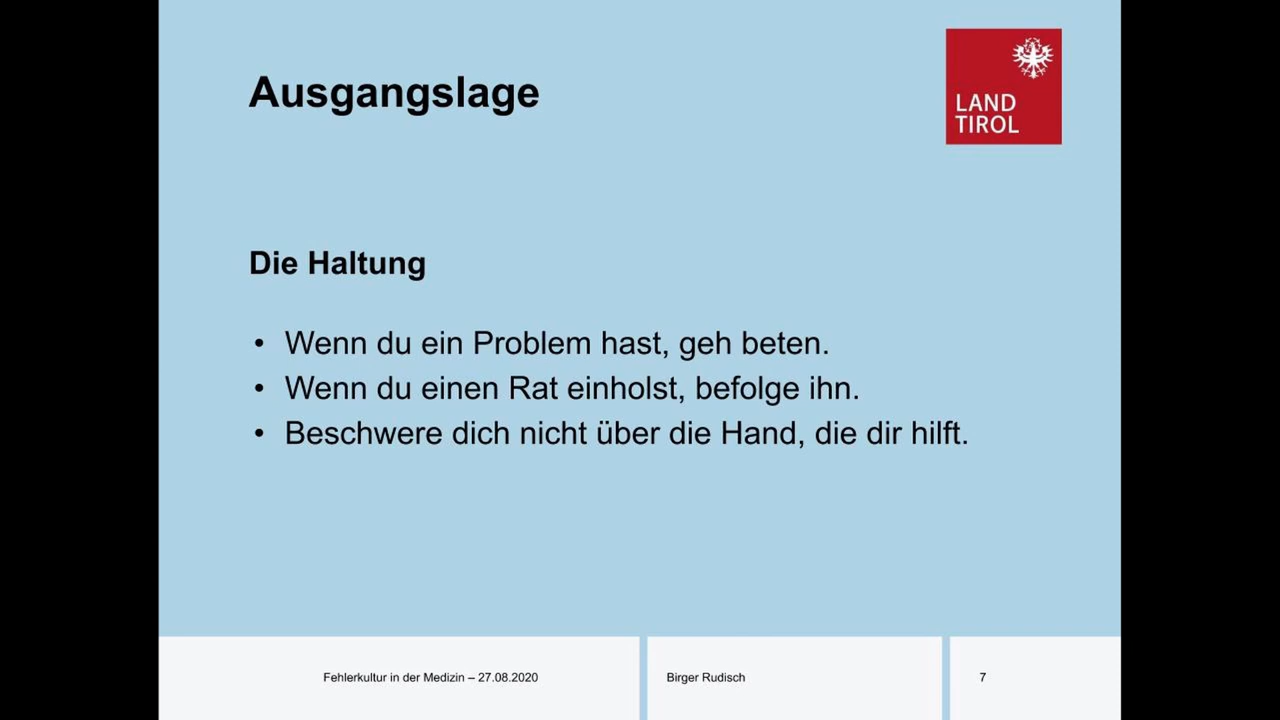 Ausgangslage
LAND
TIROL
Die Haltung
• Wenn du ein Problem hast, geh beten.
• Wenn du einen Rat einholst, befolge ihn.
• Beschwere dich nicht über die Hand, die dir hilft.
Fehlerkultur in der Medizin – 27.08.2020
Birger Rudisch
7